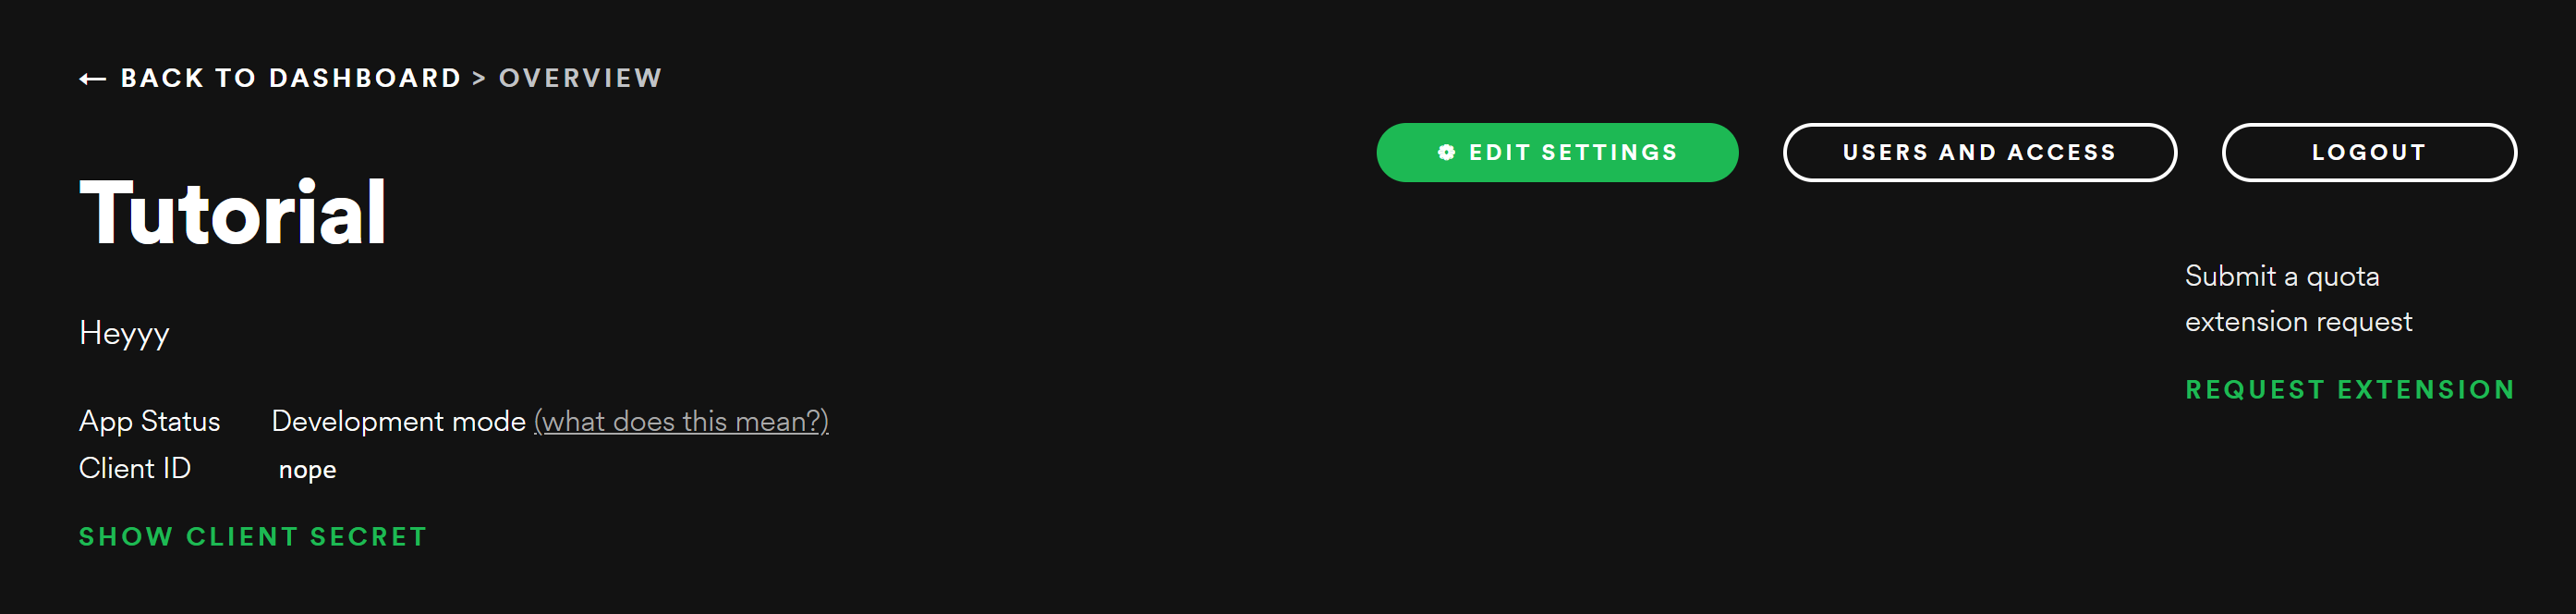 ← BACK TO DASHBOARD > OVERVIEW
EDIT SETTINGS
USERS AND ACCESS
LOGOUT
Tutorial
Heyyy
App Status Development mode (what does this mean?)
Client ID nope
SHOW CLIENT SECRET
Submit a quota
extension request
REQUEST EXTENSION